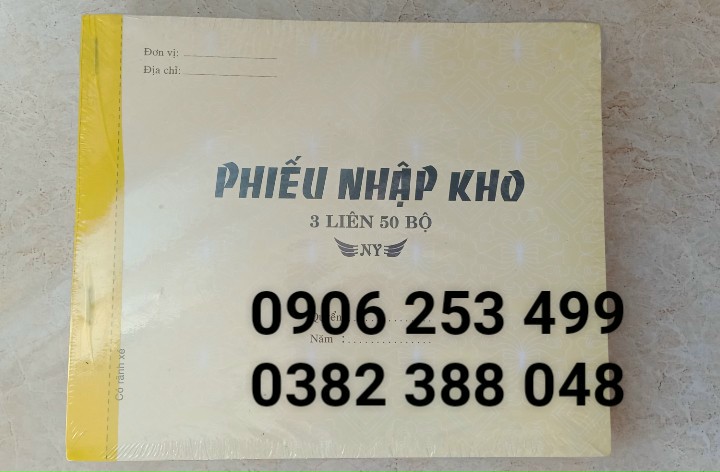 Đơn vị:
Địa chỉ:
PHIẾU NHẬP KHO
3 LIÊN 50 BỘ
NY
Quyển :
0906 253 499
Năm :
0382 388 048
Có rãnh xé